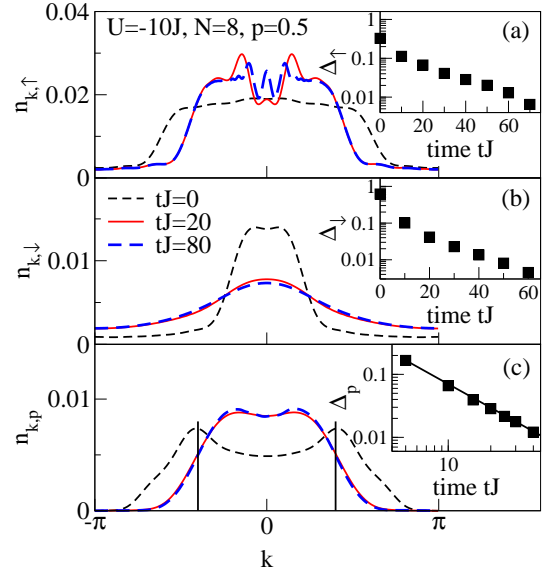 U=-10J, N=8, p=0.5
(a)
n_{k,↑}
0.04
0.02
0
Δ↑
1
0.1
0.01
0 20 40 60
time tJ
(b)
n_{k,↓}
0.01
0
tJ=0
tJ=20
tJ=80
Δ↓
1
0.1
0.01
0 20 40 60
time tJ
(c)
n_{k,p}
0.01
0
Δ_p
0.1
0.01
10
time tJ
-π 0 π
k